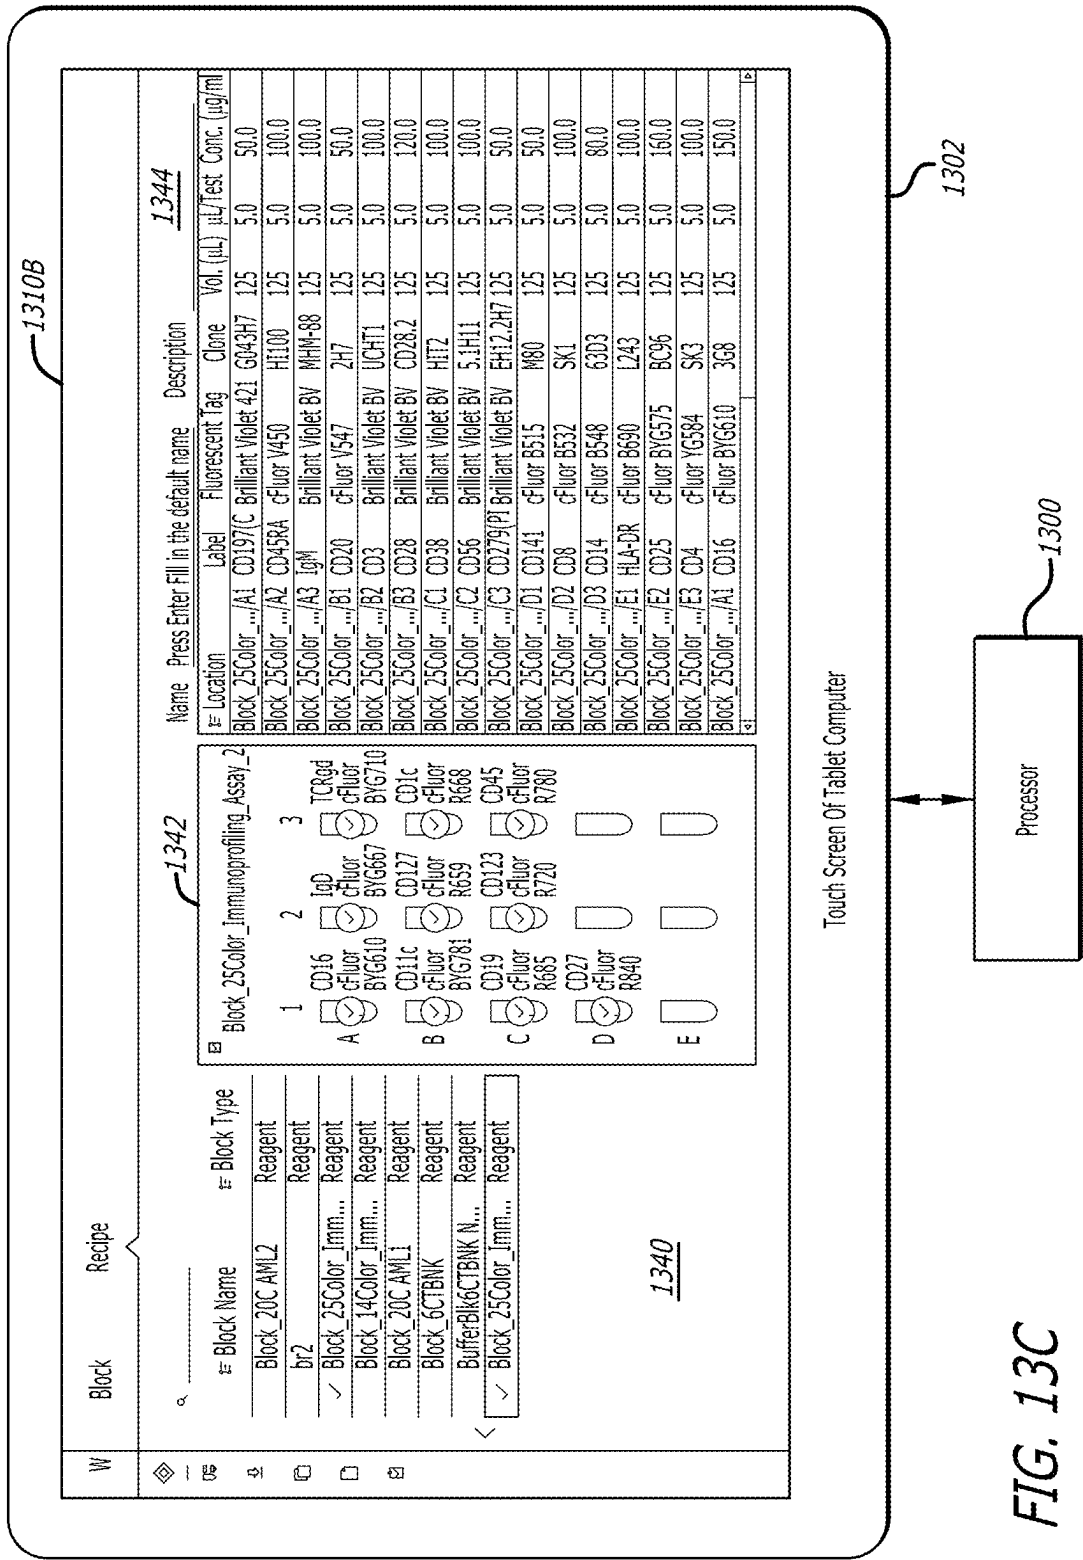 1310B
W
Block
Recipe
Block Name
Block Type
Block_20C AML2 Reagent
br2 Reagent
Block_25Color_Imm... Reagent
Block_14Color_Imm... Reagent
Block_20C AML1 Reagent
Block_6CTBNK Reagent
BufferBlk6CTBNK N... Reagent
Block_25Color_Imm... Reagent
1340
1342
Block_25Color_Immunoprofiling_Assay_2
1 2 3
A
CD16 cFluor BYG610
IgD cFluor BYG667
TCRgd cFluor BYG710
B
CD11c cFluor BYG781
CD127 cFluor R659
CD1c cFluor R668
C
CD19 cFluor R685
CD123 cFluor R720
CD45 cFluor R780
D
CD27 cFluor R840
E
Name Press Enter Fill in the default name Description
1344
Location Label Fluorescent Tag Clone Vol. (µL) µL/Test Conc. (µg/ml
Block_25Color_.../A1 CD197(C Brilliant Violet 421 G043H7 125 5.0 50.0
Block_25Color_.../A2 CD45RA cFluor V450 HI100 125 5.0 100.0
Block_25Color_.../A3 IgM Brilliant Violet BV MHM-88 125 5.0 100.0
Block_25Color_.../B1 CD20 cFluor V547 2H7 125 5.0 50.0
Block_25Color_.../B2 CD3 Brilliant Violet BV UCHT1 125 5.0 100.0
Block_25Color_.../B3 CD28 Brilliant Violet BV CD28.2 125 5.0 120.0
Block_25Color_.../C1 CD38 Brilliant Violet BV HIT2 125 5.0 100.0
Block_25Color_.../C2 CD56 Brilliant Violet BV 5.1H11 125 5.0 100.0
Block_25Color_.../C3 CD279(PI Brilliant Violet BV EH12.2H7 125 5.0 50.0
Block_25Color_.../D1 CD141 cFluor B515 M80 125 5.0 50.0
Block_25Color_.../D2 CD8 cFluor B532 SK1 125 5.0 100.0
Block_25Color_.../D3 CD14 cFluor B548 63D3 125 5.0 80.0
Block_25Color_.../E1 HLA-DR cFluor B690 L243 125 5.0 100.0
Block_25Color_.../E2 CD25 cFluor BYG575 BC96 125 5.0 160.0
Block_25Color_.../E3 CD4 cFluor YG584 SK3 125 5.0 100.0
Block_25Color_.../A1 CD16 cFluor BYG610 3G8 125 5.0 150.0
Touch Screen Of Tablet Computer
1302
Processor
1300
FIG. 13C